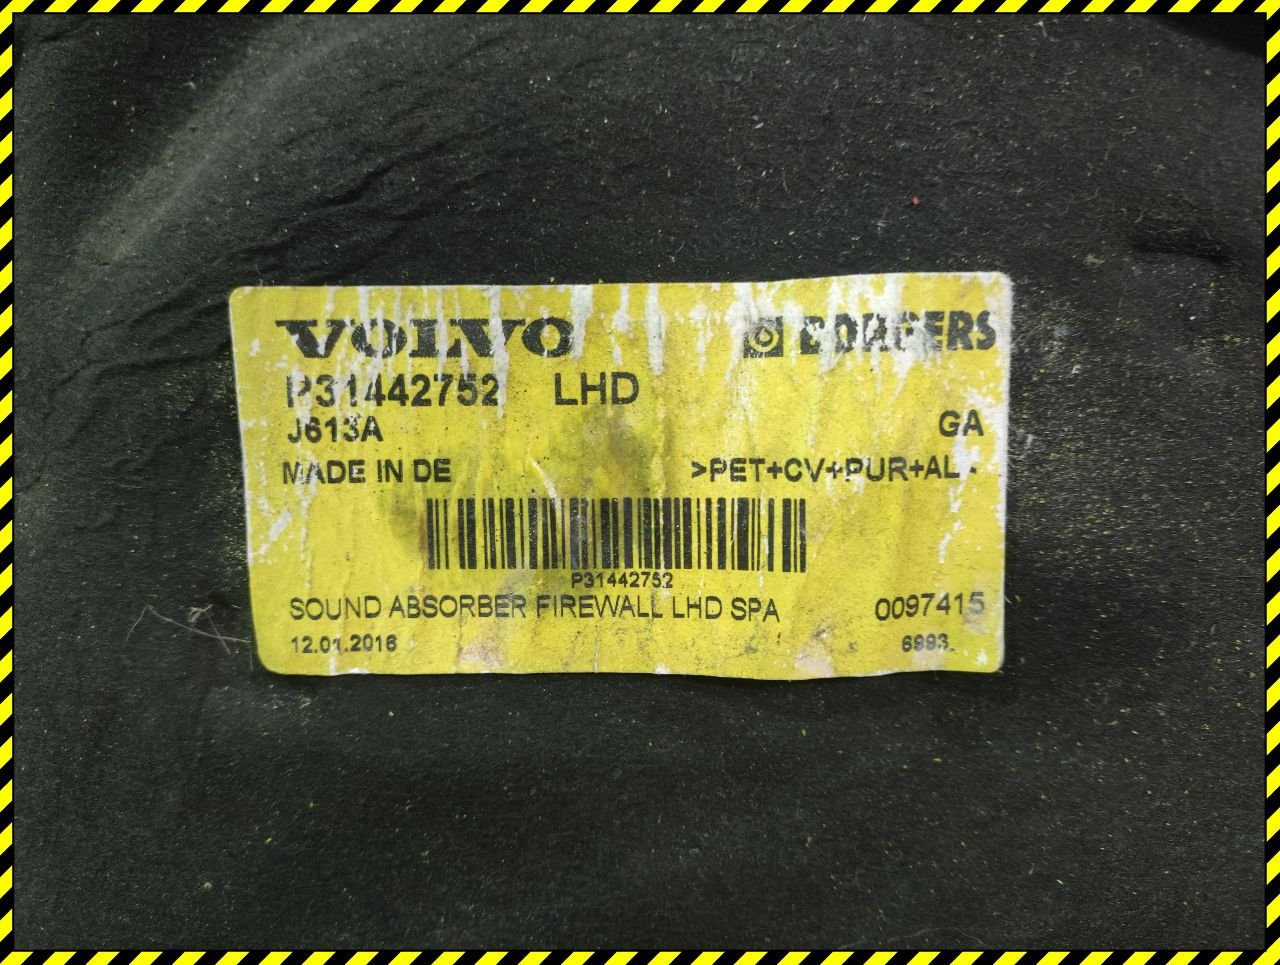 VOLVO BORGERS
P31442752 LHD
J613A GA
MADE IN DE >PET+CV+PUR+AL
P31442752
SOUND ABSORBER FIREWALL LHD SPA 0097415
12.01.2016